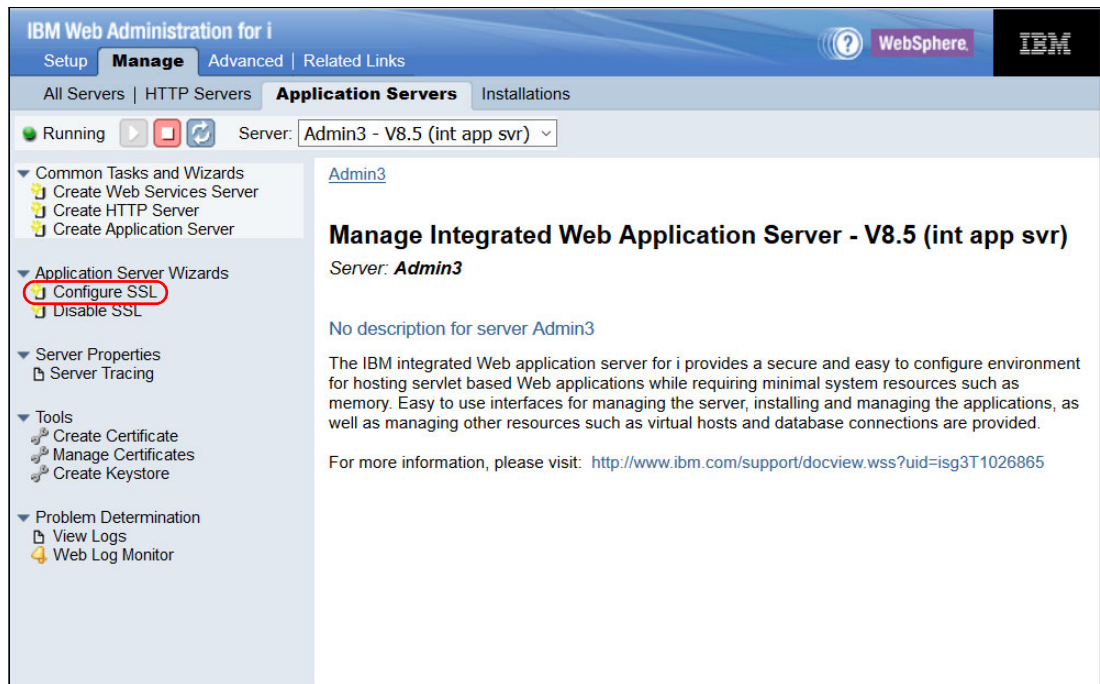 IBM Web Administration for i
WebSphere.
IBM
Setup Manage Advanced | Related Links
All Servers | HTTP Servers Application Servers Installations
Running Server: Admin3 - V8.5 (int app svr)
Common Tasks and Wizards
Create Web Services Server
Create HTTP Server
Create Application Server
Application Server Wizards
Configure SSL
Disable SSL
Server Properties
Server Tracing
Tools
Create Certificate
Manage Certificates
Create Keystore
Problem Determination
View Logs
Web Log Monitor
Admin3
Manage Integrated Web Application Server - V8.5 (int app svr)
Server: Admin3
No description for server Admin3
The IBM integrated Web application server for i provides a secure and easy to configure environment
for hosting servlet based Web applications while requiring minimal system resources such as
memory. Easy to use interfaces for managing the server, installing and managing the applications, as
well as managing other resources such as virtual hosts and database connections are provided.
For more information, please visit: http://www.ibm.com/support/docview.wss?uid=isg3T1026865